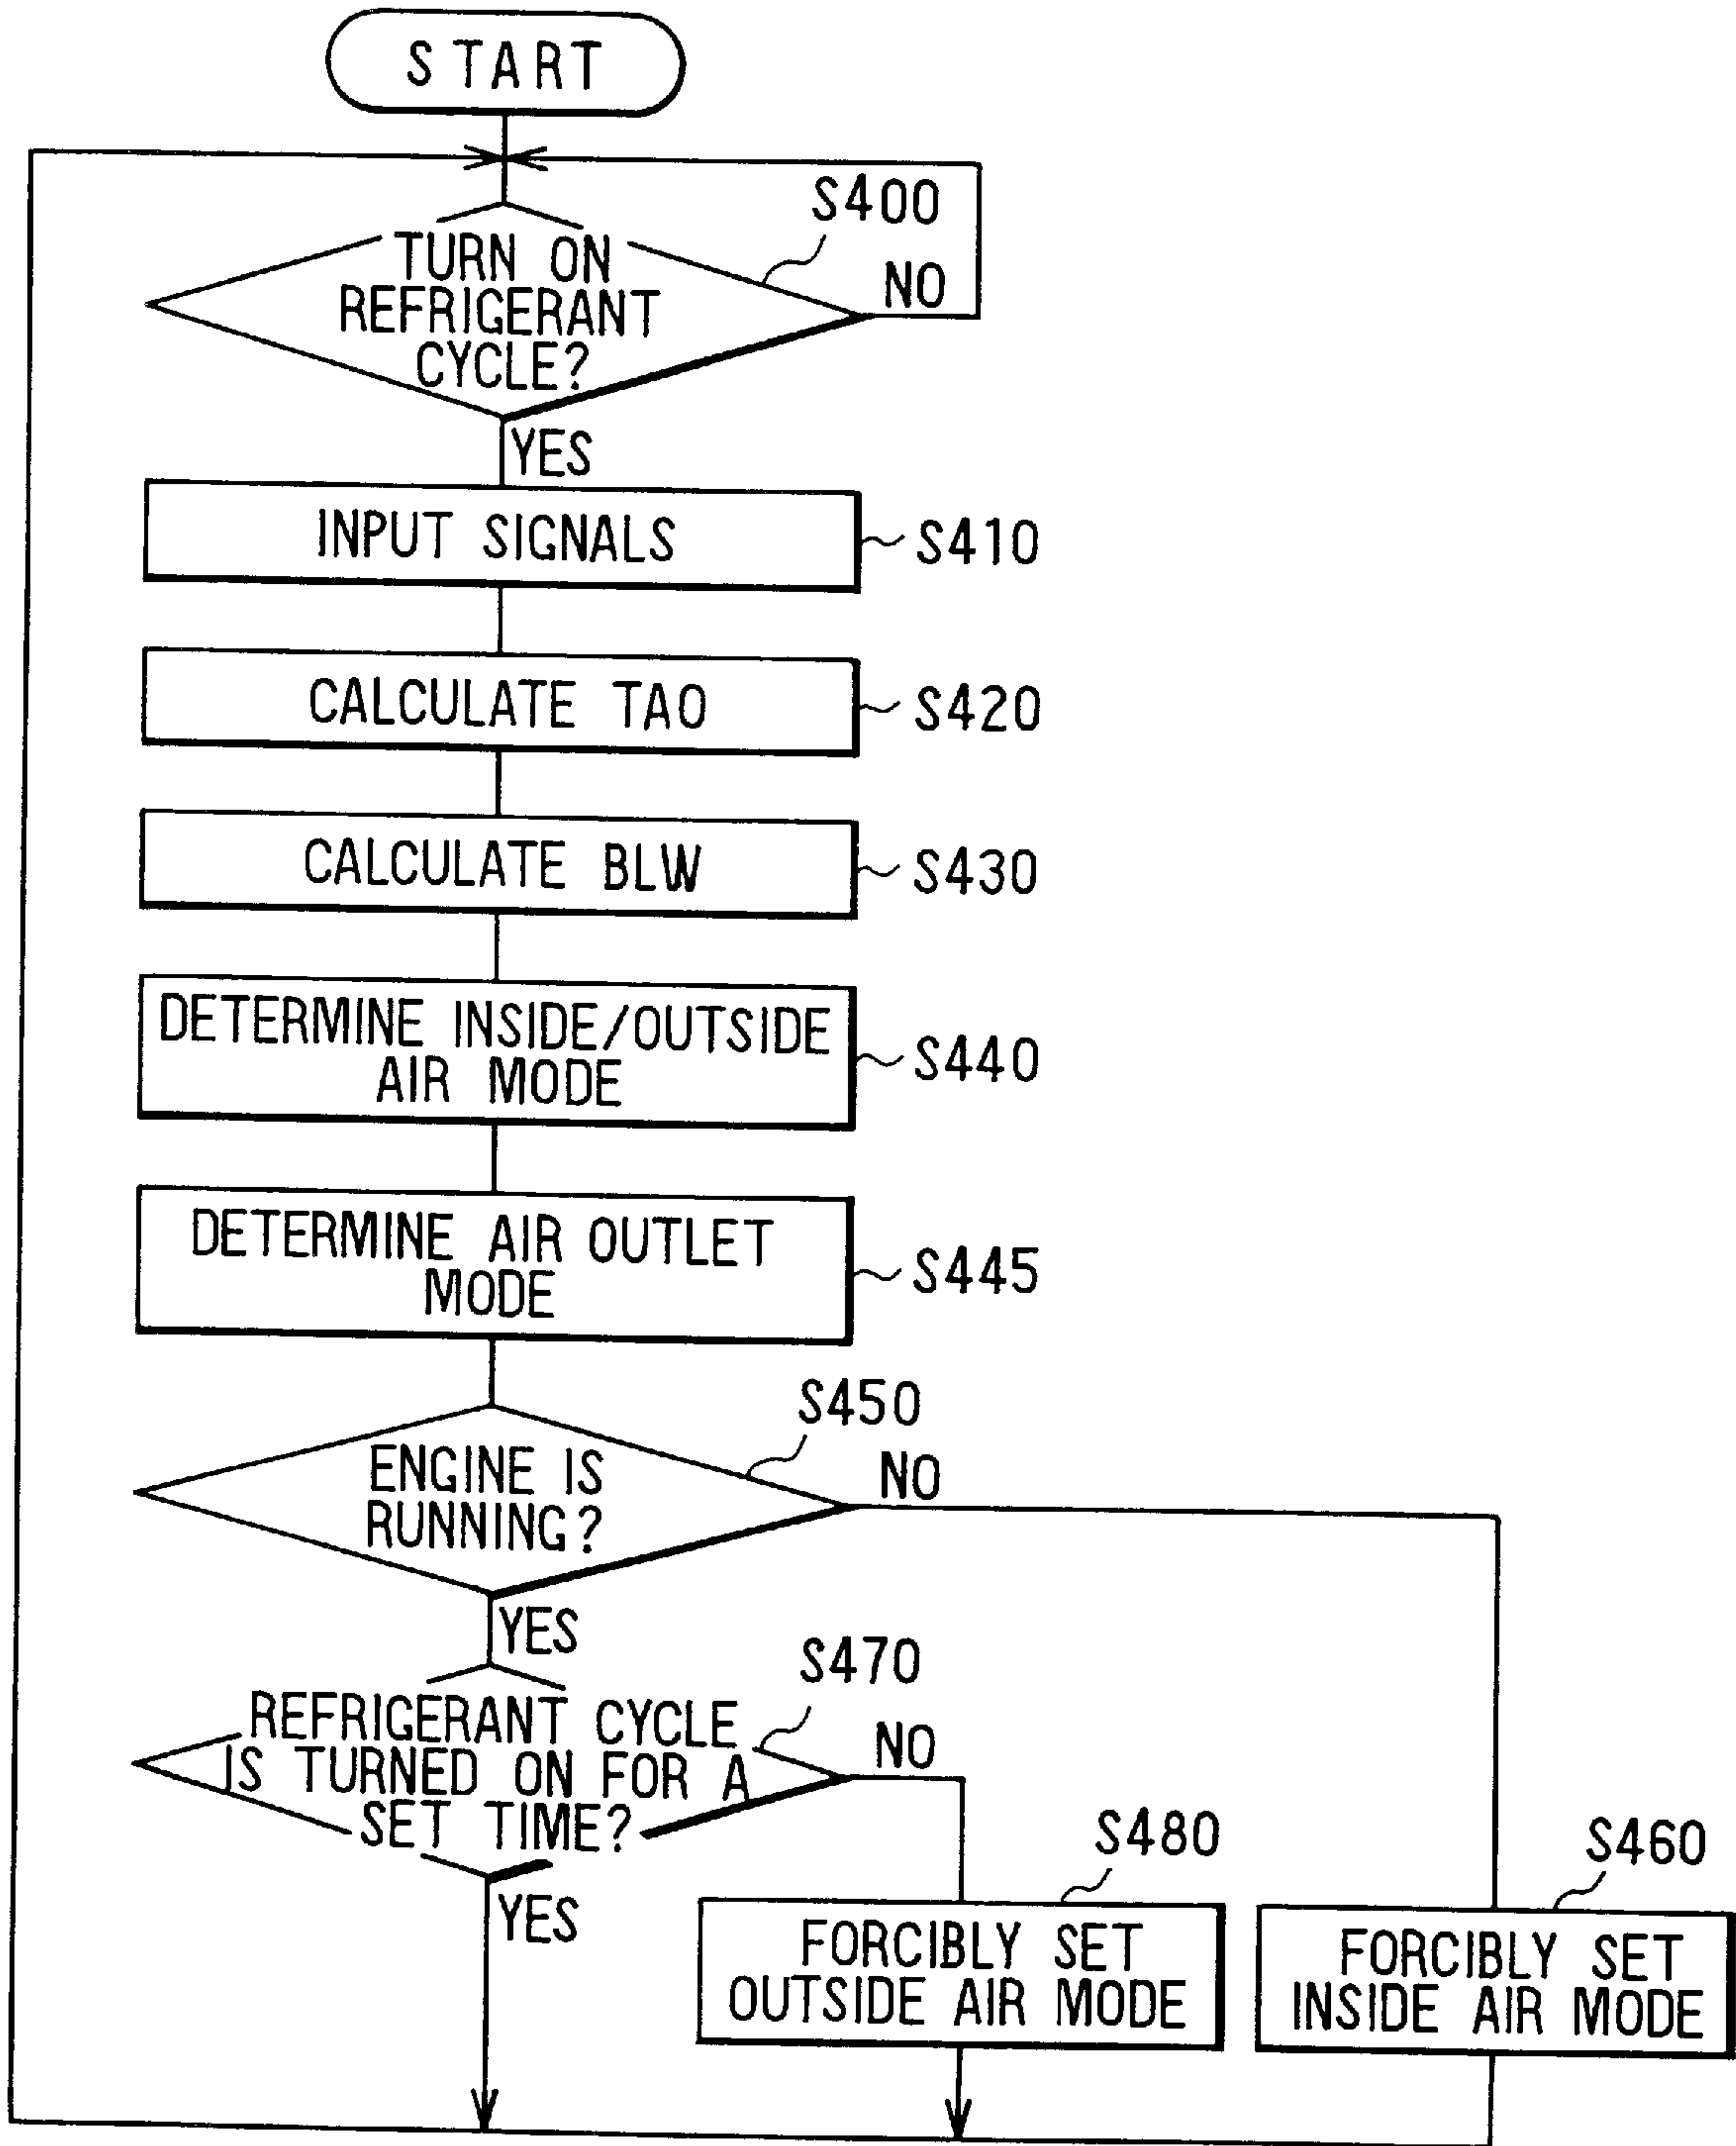 START
S400
TURN ON
REFRIGERANT
CYCLE?
NO
YES
INPUT SIGNALS
S410
CALCULATE TAO
S420
CALCULATE BLW
S430
DETERMINE INSIDE/OUTSIDE
AIR MODE
S440
DETERMINE AIR OUTLET
MODE
S445
S450
ENGINE IS
RUNNING?
NO
YES
S470
REFRIGERANT CYCLE
IS TURNED ON FOR A
SET TIME?
NO
YES
S480
FORCIBLY SET
OUTSIDE AIR MODE
S460
FORCIBLY SET
INSIDE AIR MODE